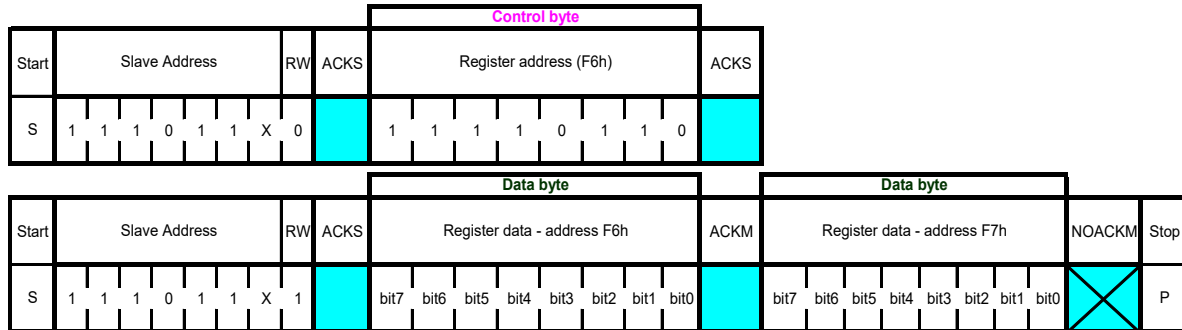 Control byte
Start Slave Address RW ACKS Register address (F6h) ACKS
S 1 1 1 0 1 1 X 0 1 1 1 1 0 1 1 0
Data byte Data byte
Start Slave Address RW ACKS Register data - address F6h ACKM Register data - address F7h NOACKM Stop
S 1 1 1 0 1 1 X 1 bit7 bit6 bit5 bit4 bit3 bit2 bit1 bit0 bit7 bit6 bit5 bit4 bit3 bit2 bit1 bit0 P